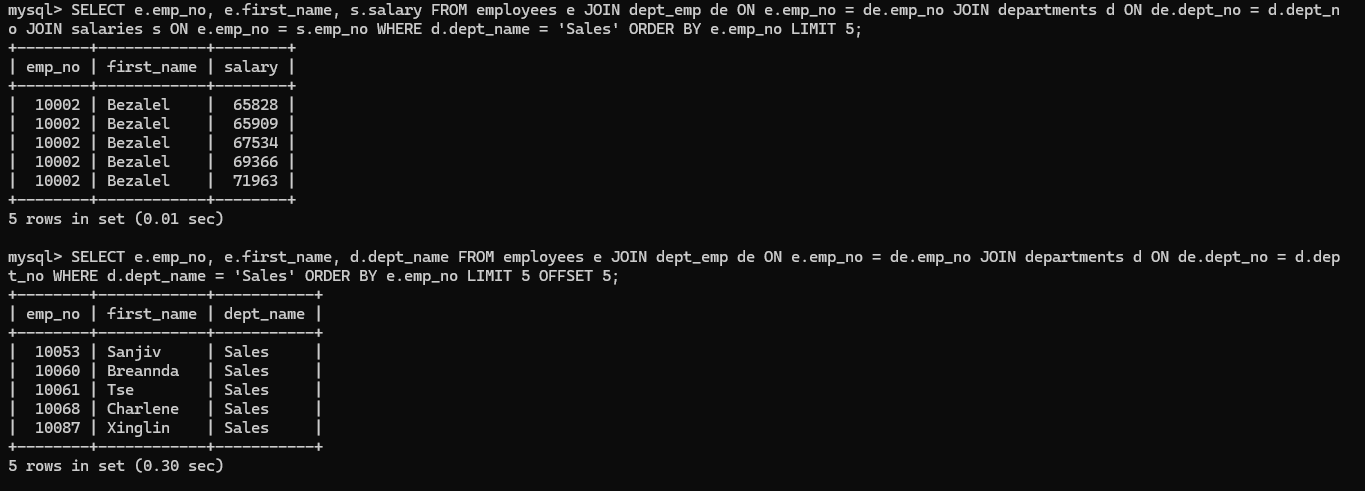 mysql> SELECT e.emp_no, e.first_name, s.salary FROM employees e JOIN dept_emp de ON e.emp_no = de.emp_no JOIN departments d ON de.dept_no = d.dept_n
o JOIN salaries s ON e.emp_no = s.emp_no WHERE d.dept_name = 'Sales' ORDER BY e.emp_no LIMIT 5;
+--------+------------+--------+
| emp_no | first_name | salary |
+--------+------------+--------+
|  10002 | Bezalel    |  65828 |
|  10002 | Bezalel    |  65909 |
|  10002 | Bezalel    |  67534 |
|  10002 | Bezalel    |  69366 |
|  10002 | Bezalel    |  71963 |
+--------+------------+--------+
5 rows in set (0.01 sec)

mysql> SELECT e.emp_no, e.first_name, d.dept_name FROM employees e JOIN dept_emp de ON e.emp_no = de.emp_no JOIN departments d ON de.dept_no = d.dep
t_no WHERE d.dept_name = 'Sales' ORDER BY e.emp_no LIMIT 5 OFFSET 5;
+--------+------------+-----------+
| emp_no | first_name | dept_name |
+--------+------------+-----------+
|  10053 | Sanjiv     | Sales     |
|  10060 | Breannda   | Sales     |
|  10061 | Tse        | Sales     |
|  10068 | Charlene   | Sales     |
|  10087 | Xinglin    | Sales     |
+--------+------------+-----------+
5 rows in set (0.30 sec)